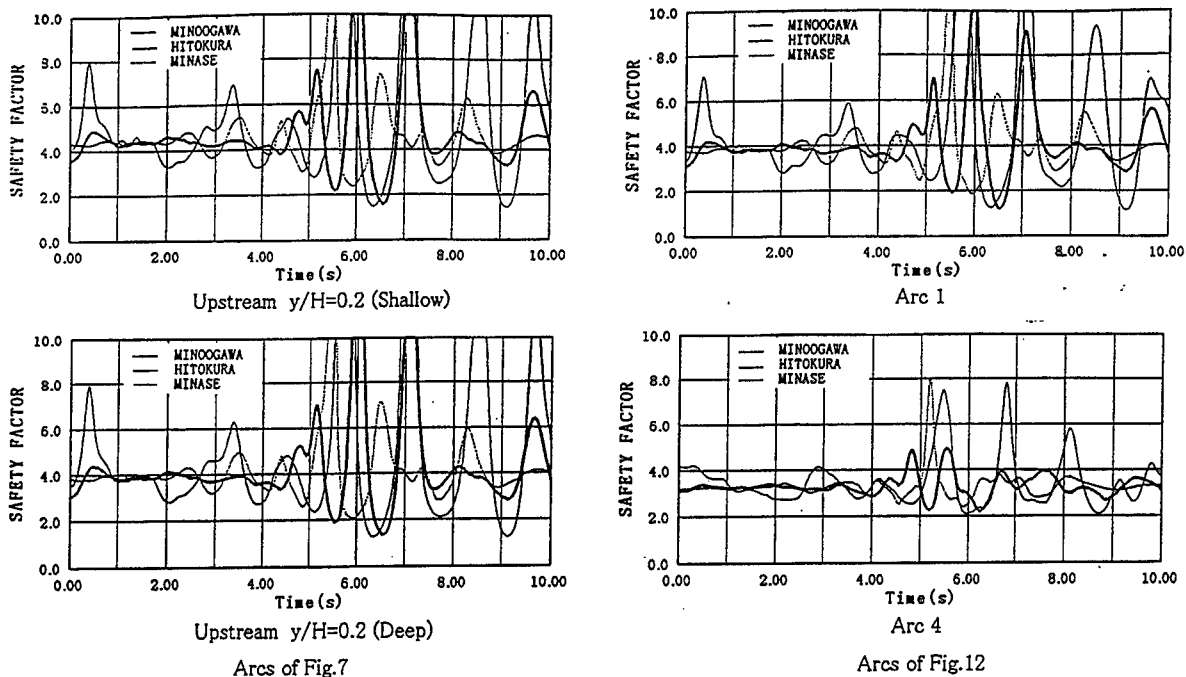 SAFETY FACTOR
10.0
8.0
6.0
4.0
2.0
0.0
MINOOGAWA
HITOKURA
MINASE
0.00 2.00 4.00 6.00 8.00 10.00
Time(s)
Upstream y/H=0.2 (Shallow)
SAFETY FACTOR
10.0
8.0
6.0
4.0
2.0
0.0
MINOOGAWA
HITOKURA
MINASE
0.00 2.00 4.00 6.00 8.00 10.00
Time(s)
Arc 1
SAFETY FACTOR
10.0
8.0
6.0
4.0
2.0
0.0
MINOOGAWA
HITOKURA
MINASE
0.00 2.00 4.00 6.00 8.00 10.00
Time(s)
Upstream y/H=0.2 (Deep)
Arcs of Fig.7
SAFETY FACTOR
10.0
8.0
6.0
4.0
2.0
0.0
MINOOGAWA
HITOKURA
MINASE
0.00 2.00 4.00 6.00 8.00 10.00
Time(s)
Arc 4
Arcs of Fig.12